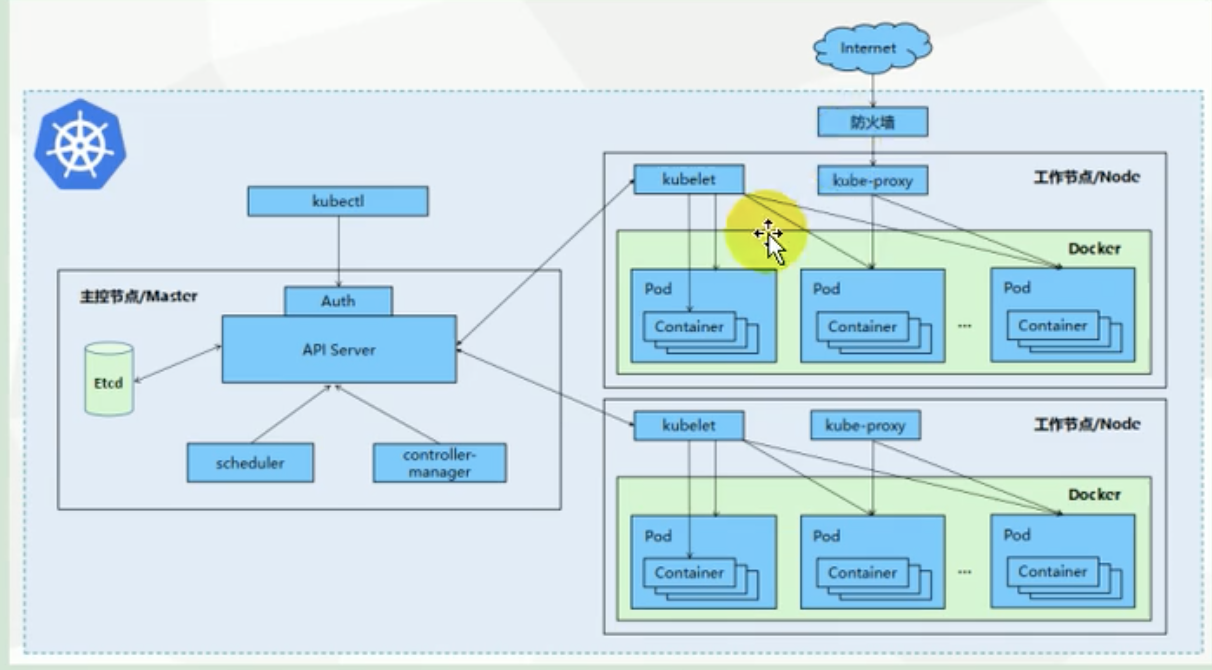 Internet
防火墙
kubelet
kube-proxy
工作节点/Node
Docker
Pod
Container
Pod
Container
...
Pod
Container
kubectl
主控节点/Master
Auth
API Server
Etcd
scheduler
controller-
manager
kubelet
kube-proxy
工作节点/Node
Docker
Pod
Container
Pod
Container
...
Pod
Container